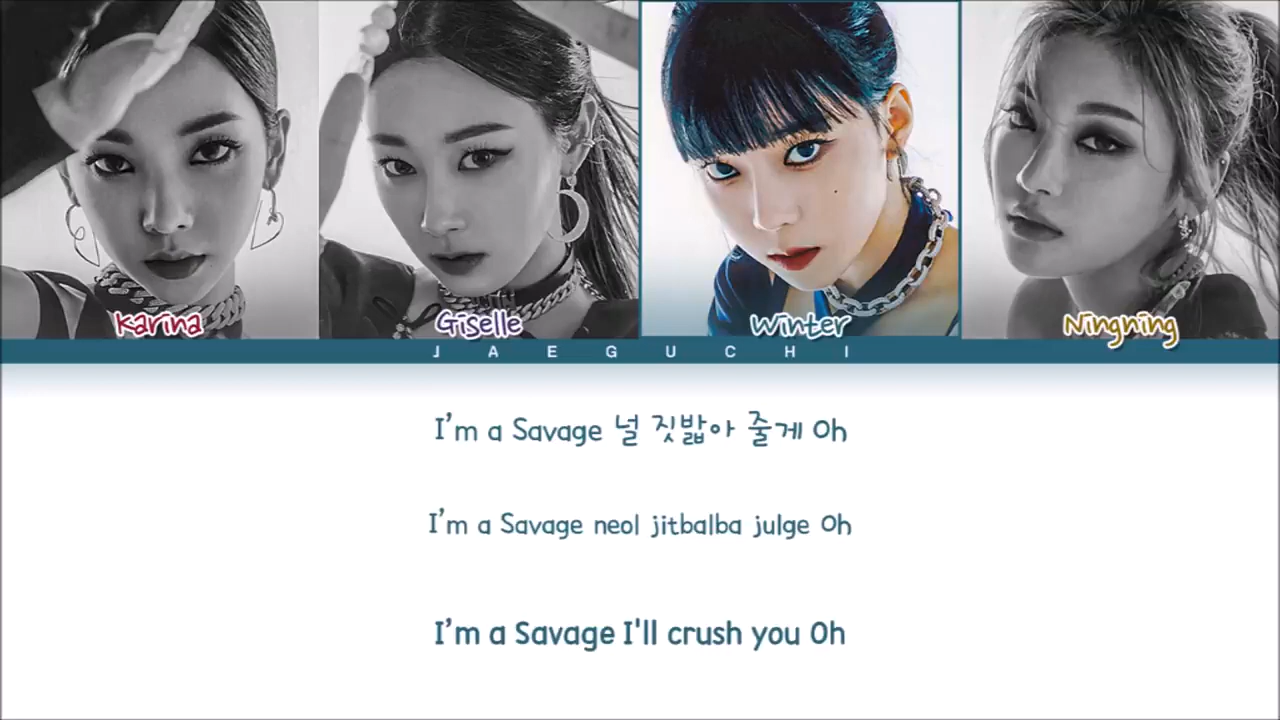 Karina Giselle Winter Ningning
JAEGUCHI
I'm a Savage 널 짓밟아 줄게 Oh
I'm a Savage neol jitbalba julge Oh
I'm a Savage I'll crush you Oh